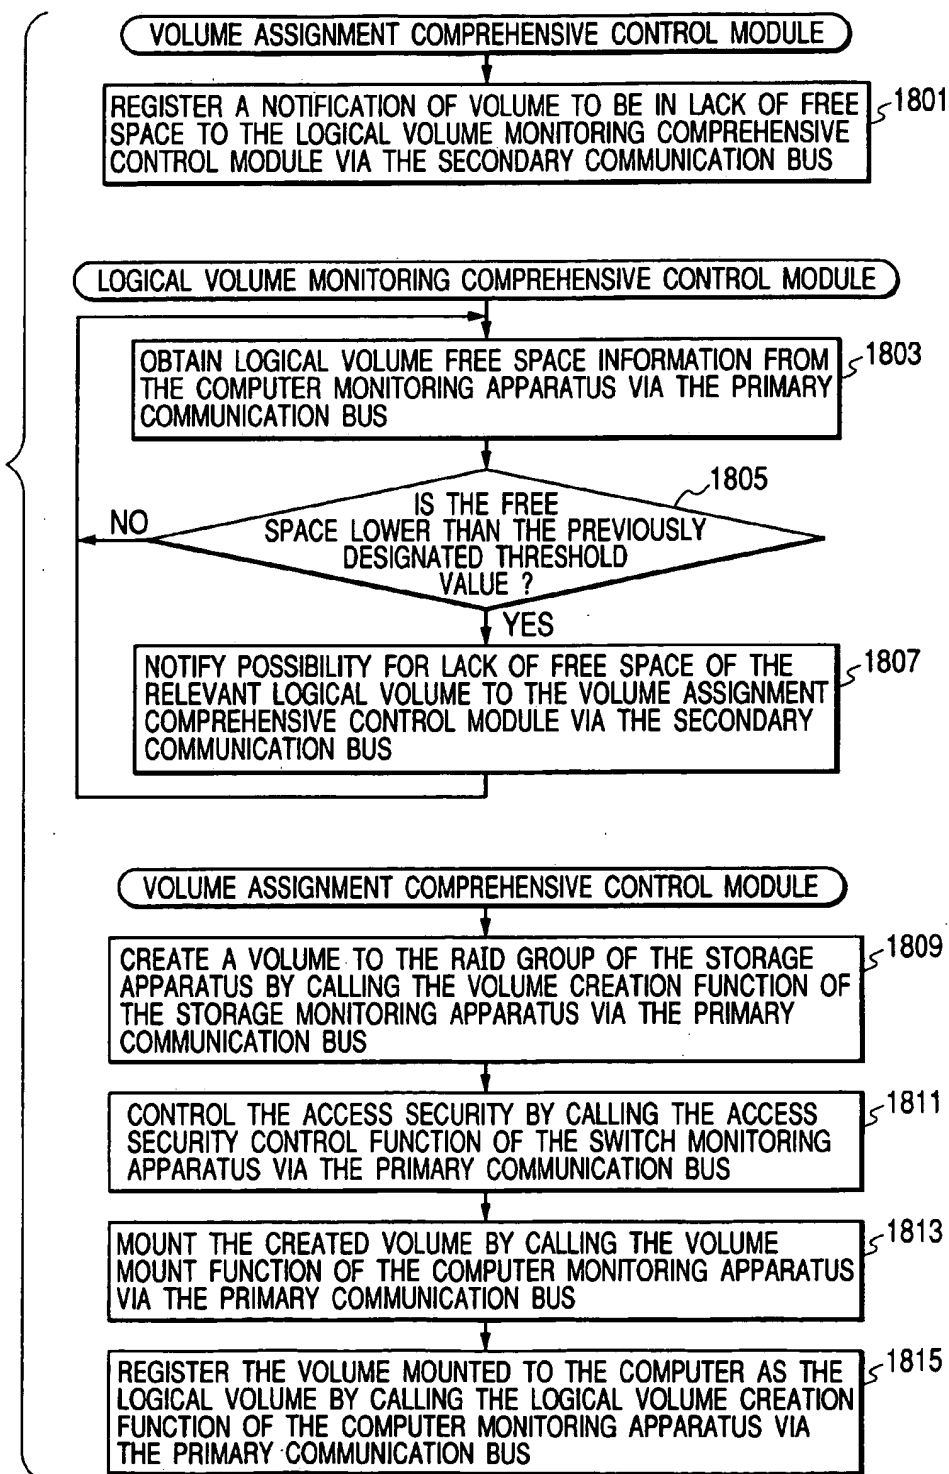 VOLUME ASSIGNMENT COMPREHENSIVE CONTROL MODULE
REGISTER A NOTIFICATION OF VOLUME TO BE IN LACK OF FREE
SPACE TO THE LOGICAL VOLUME MONITORING COMPREHENSIVE
CONTROL MODULE VIA THE SECONDARY COMMUNICATION BUS
1801
LOGICAL VOLUME MONITORING COMPREHENSIVE CONTROL MODULE
OBTAIN LOGICAL VOLUME FREE SPACE INFORMATION FROM
THE COMPUTER MONITORING APPARATUS VIA THE PRIMARY
COMMUNICATION BUS
1803
IS THE FREE
SPACE LOWER THAN THE PREVIOUSLY
DESIGNATED THRESHOLD
VALUE ?
1805
NO
YES
NOTIFY POSSIBILITY FOR LACK OF FREE SPACE OF THE
RELEVANT LOGICAL VOLUME TO THE VOLUME ASSIGNMENT
COMPREHENSIVE CONTROL MODULE VIA THE SECONDARY
COMMUNICATION BUS
1807
VOLUME ASSIGNMENT COMPREHENSIVE CONTROL MODULE
CREATE A VOLUME TO THE RAID GROUP OF THE STORAGE
APPARATUS BY CALLING THE VOLUME CREATION FUNCTION OF
THE STORAGE MONITORING APPARATUS VIA THE PRIMARY
COMMUNICATION BUS
1809
CONTROL THE ACCESS SECURITY BY CALLING THE ACCESS
SECURITY CONTROL FUNCTION OF THE SWITCH MONITORING
APPARATUS VIA THE PRIMARY COMMUNICATION BUS
1811
MOUNT THE CREATED VOLUME BY CALLING THE VOLUME
MOUNT FUNCTION OF THE COMPUTER MONITORING APPARATUS
VIA THE PRIMARY COMMUNICATION BUS
1813
REGISTER THE VOLUME MOUNTED TO THE COMPUTER AS THE
LOGICAL VOLUME BY CALLING THE LOGICAL VOLUME CREATION
FUNCTION OF THE COMPUTER MONITORING APPARATUS VIA
THE PRIMARY COMMUNICATION BUS
1815